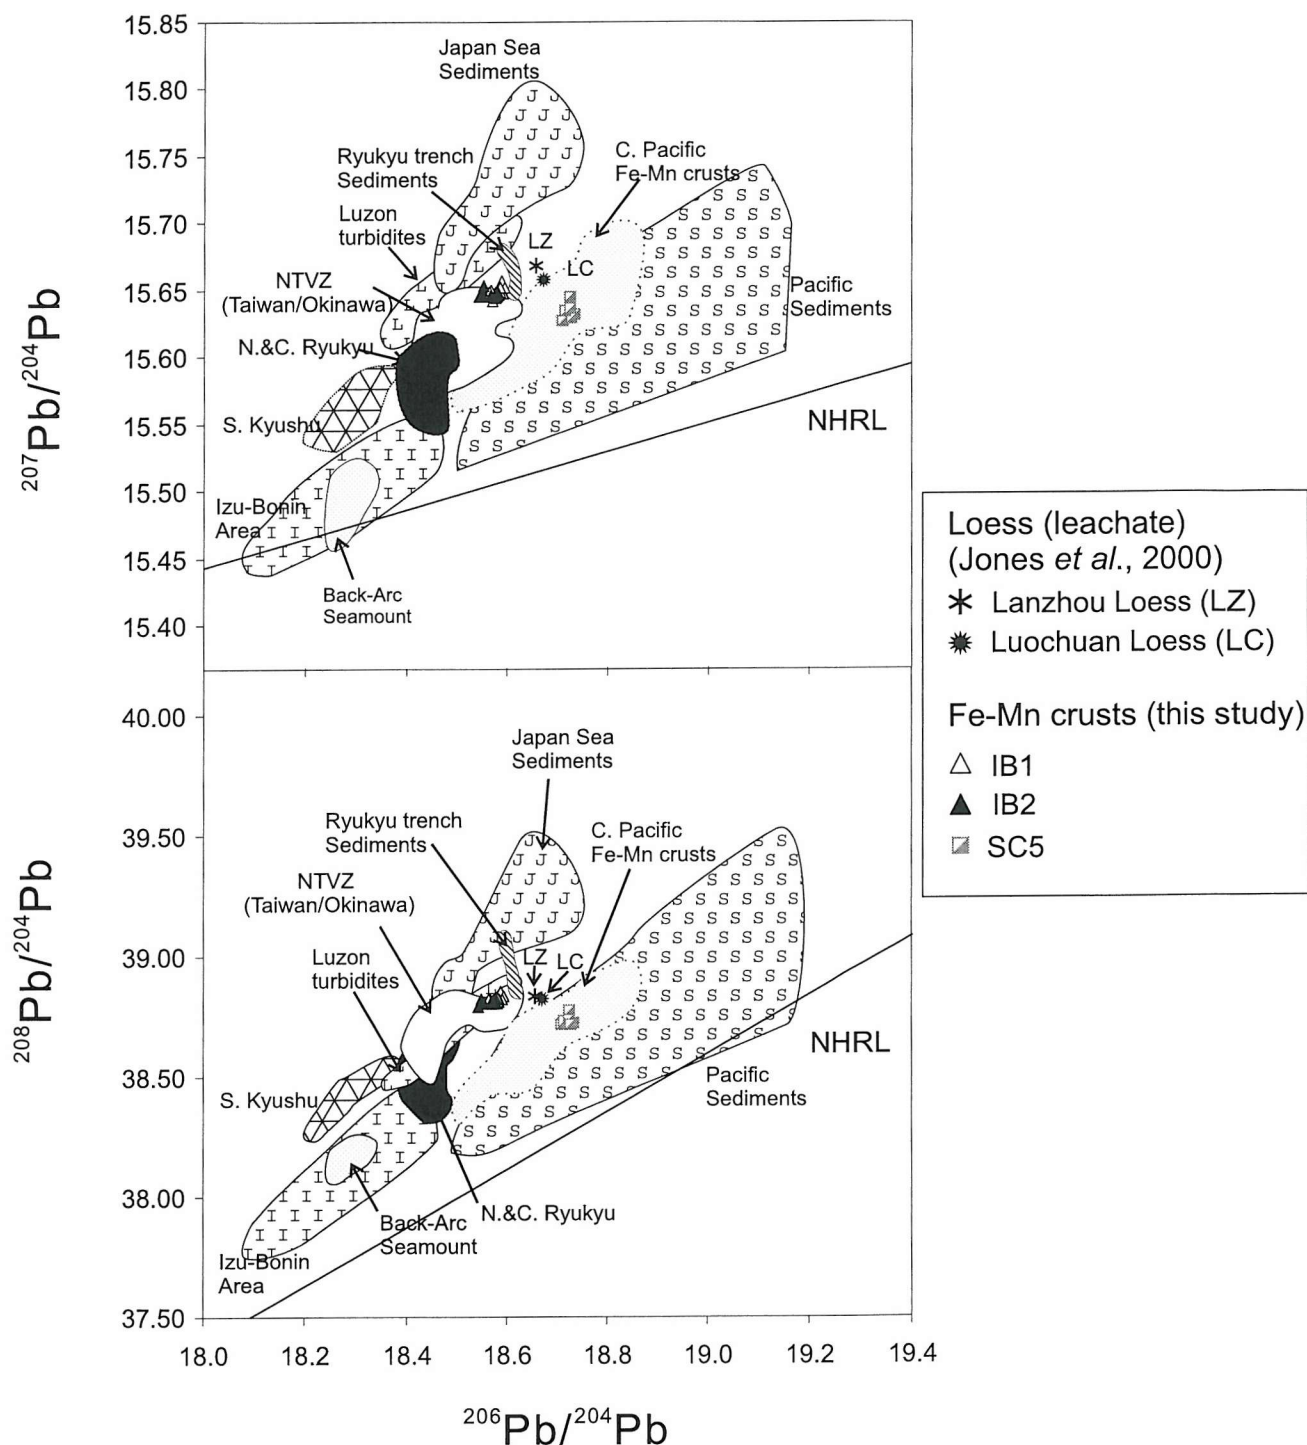 15.85
15.80
15.75
15.70
15.65
15.60
15.55
15.50
15.45
15.40
²⁰⁷Pb/²⁰⁴Pb
Japan Sea
Sediments
Ryukyu trench
Sediments
C. Pacific
Fe-Mn crusts
Luzon
turbidites
LZ
LC
NTVZ
(Taiwan/Okinawa)
Pacific
Sediments
N.&C. Ryukyu
S. Kyushu
NHRL
Izu-Bonin
Area
Back-Arc
Seamount
Loess (leachate)
(Jones et al., 2000)
Lanzhou Loess (LZ)
Luochuan Loess (LC)
Fe-Mn crusts (this study)
IB1
IB2
SC5
40.00
39.50
39.00
38.50
38.00
37.50
²⁰⁸Pb/²⁰⁴Pb
Japan Sea
Sediments
Ryukyu trench
Sediments
C. Pacific
Fe-Mn crusts
NTVZ
(Taiwan/Okinawa)
Luzon
turbidites
LZ
LC
NHRL
S. Kyushu
Pacific
Sediments
N.&C. Ryukyu
Back-Arc
Seamount
Izu-Bonin
Area
18.0 18.2 18.4 18.6 18.8 19.0 19.2 19.4
²⁰⁶Pb/²⁰⁴Pb